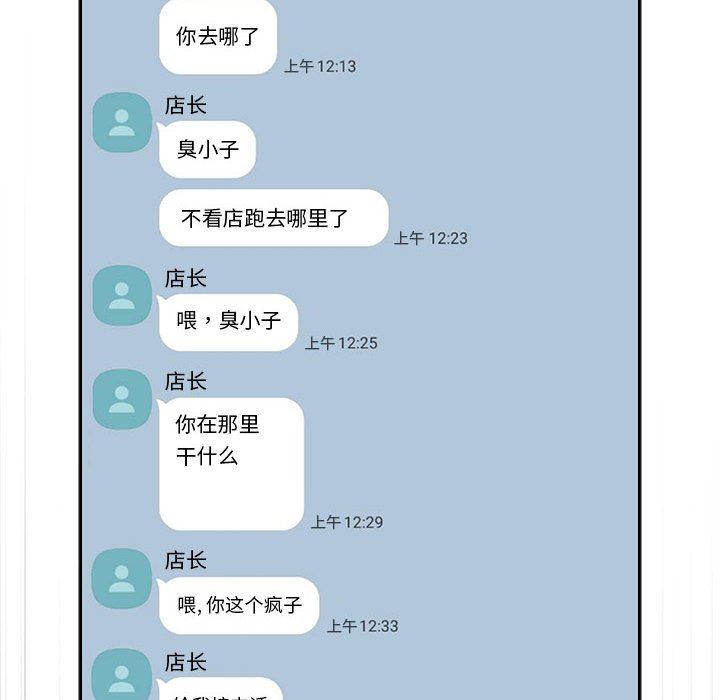 你去哪了
上午12:13
店长
臭小子
不看店跑去哪里了
上午 12:23
店长
喂，臭小子
上午12:25
店长
你在那里
干什么
上午12:29
店长
喂,你这个疯子
上午12:33
店长